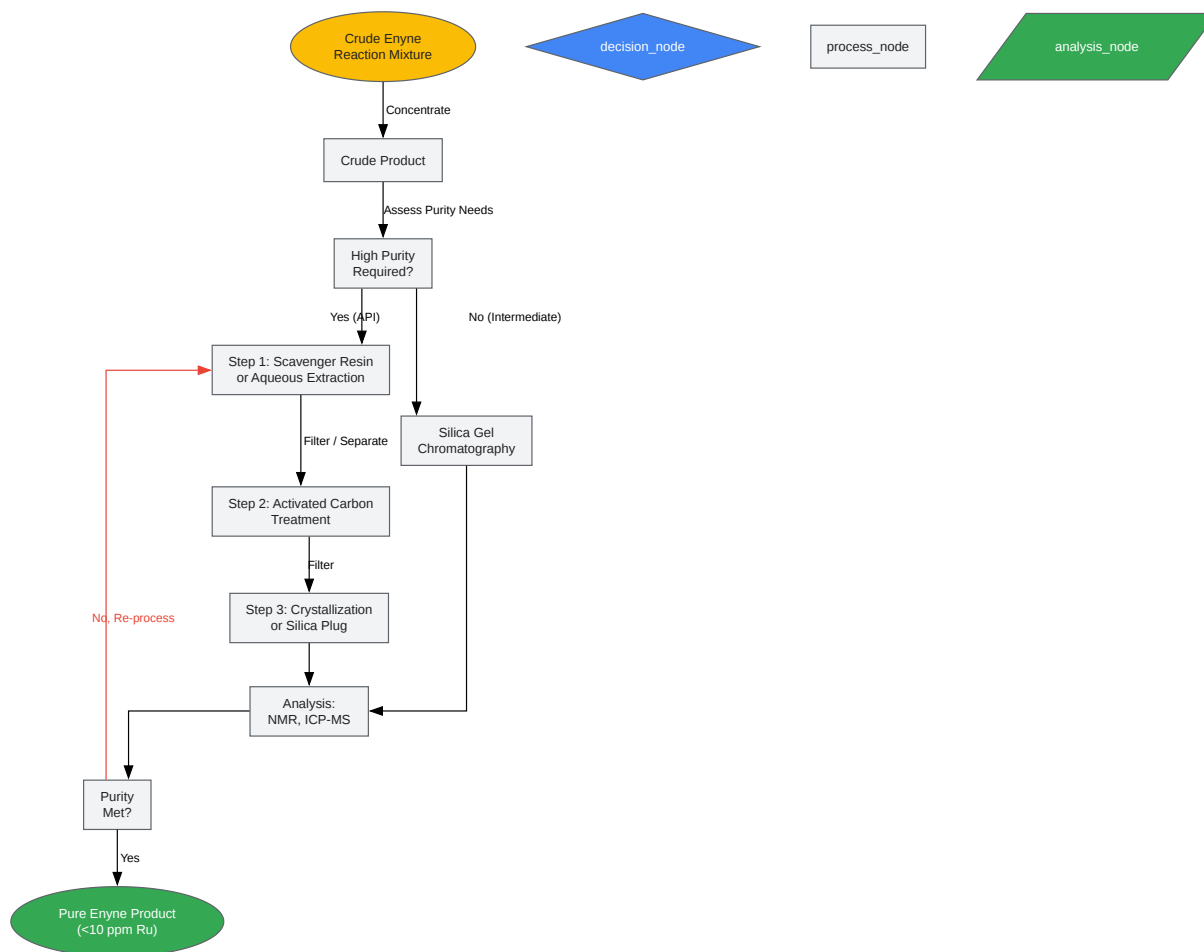 Crude Enyne
Reaction Mixture
decision_node
process_node
analysis_node
Concentrate
Crude Product
Assess Purity Needs
High Purity
Required?
Yes (API)
No (Intermediate)
Step 1: Scavenger Resin
or Aqueous Extraction
Silica Gel
Chromatography
Filter / Separate
Step 2: Activated Carbon
Treatment
Filter
Step 3: Crystallization
or Silica Plug
No, Re-process
Analysis:
NMR, ICP-MS
Purity
Met?
Yes
Pure Enyne Product
(<10 ppm Ru)